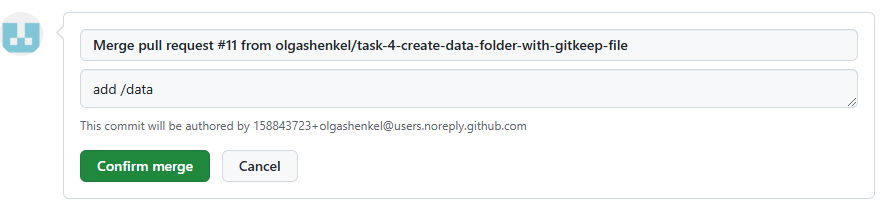 Merge pull request #11 from olgashenkel/task-4-create-data-folder-with-gitkeep-file
add /data
This commit will be authored by 158843723+olgashenkel@users.noreply.github.com
Confirm merge
Cancel